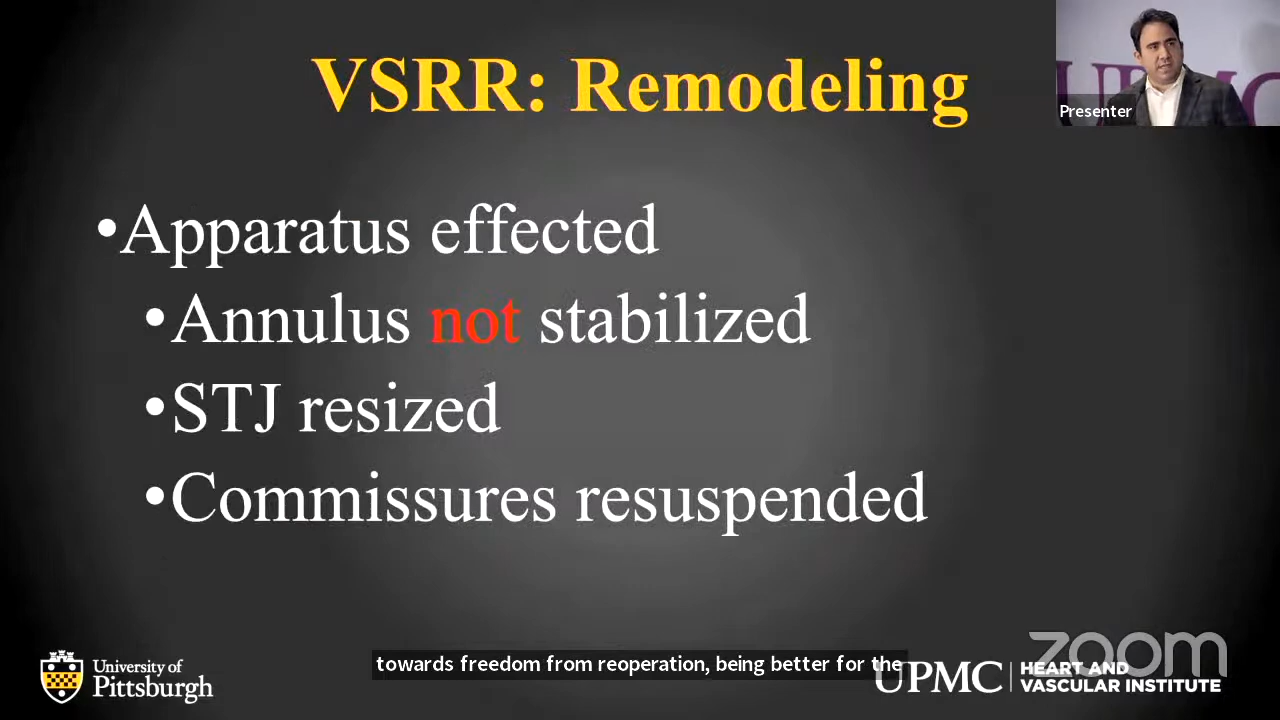 VSRR: Remodeling
Presenter
•Apparatus effected
•Annulus not stabilized
•STJ resized
•Commissures resuspended
towards freedom from reoperation, being better for the
zoom
University of
Pittsburgh
UPMC
HEART AND
VASCULAR INSTITUTE